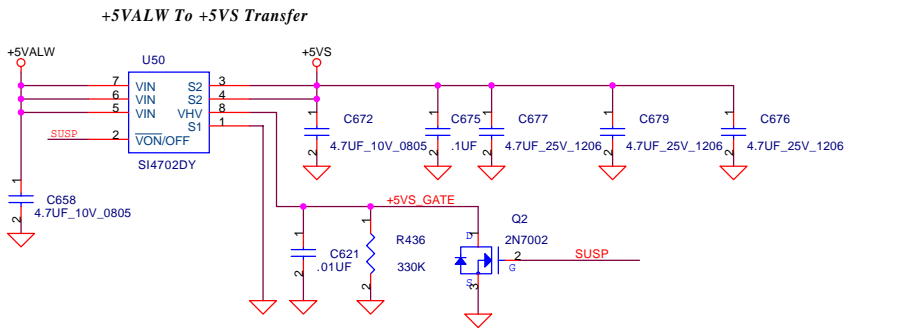 +5VALW To +5VS Transfer
+5VALW
+5VS
U50
7 VIN S2 3
6 VIN S2 4
5 VIN VHV 8
S1 1
SUSP 2 VON/OFF
SI4702DY
1 C672 2 4.7UF_10V_0805
1 C675 2 .1UF
1 C677 2 4.7UF_25V_1206
1 C679 2 4.7UF_25V_1206
1 C676 2 4.7UF_25V_1206
1 C658 2 4.7UF_10V_0805
+5VS_GATE
1 C621 2 .01UF
1 R436 2 330K
Q2
2N7002
D 1
2 G
S 3
SUSP